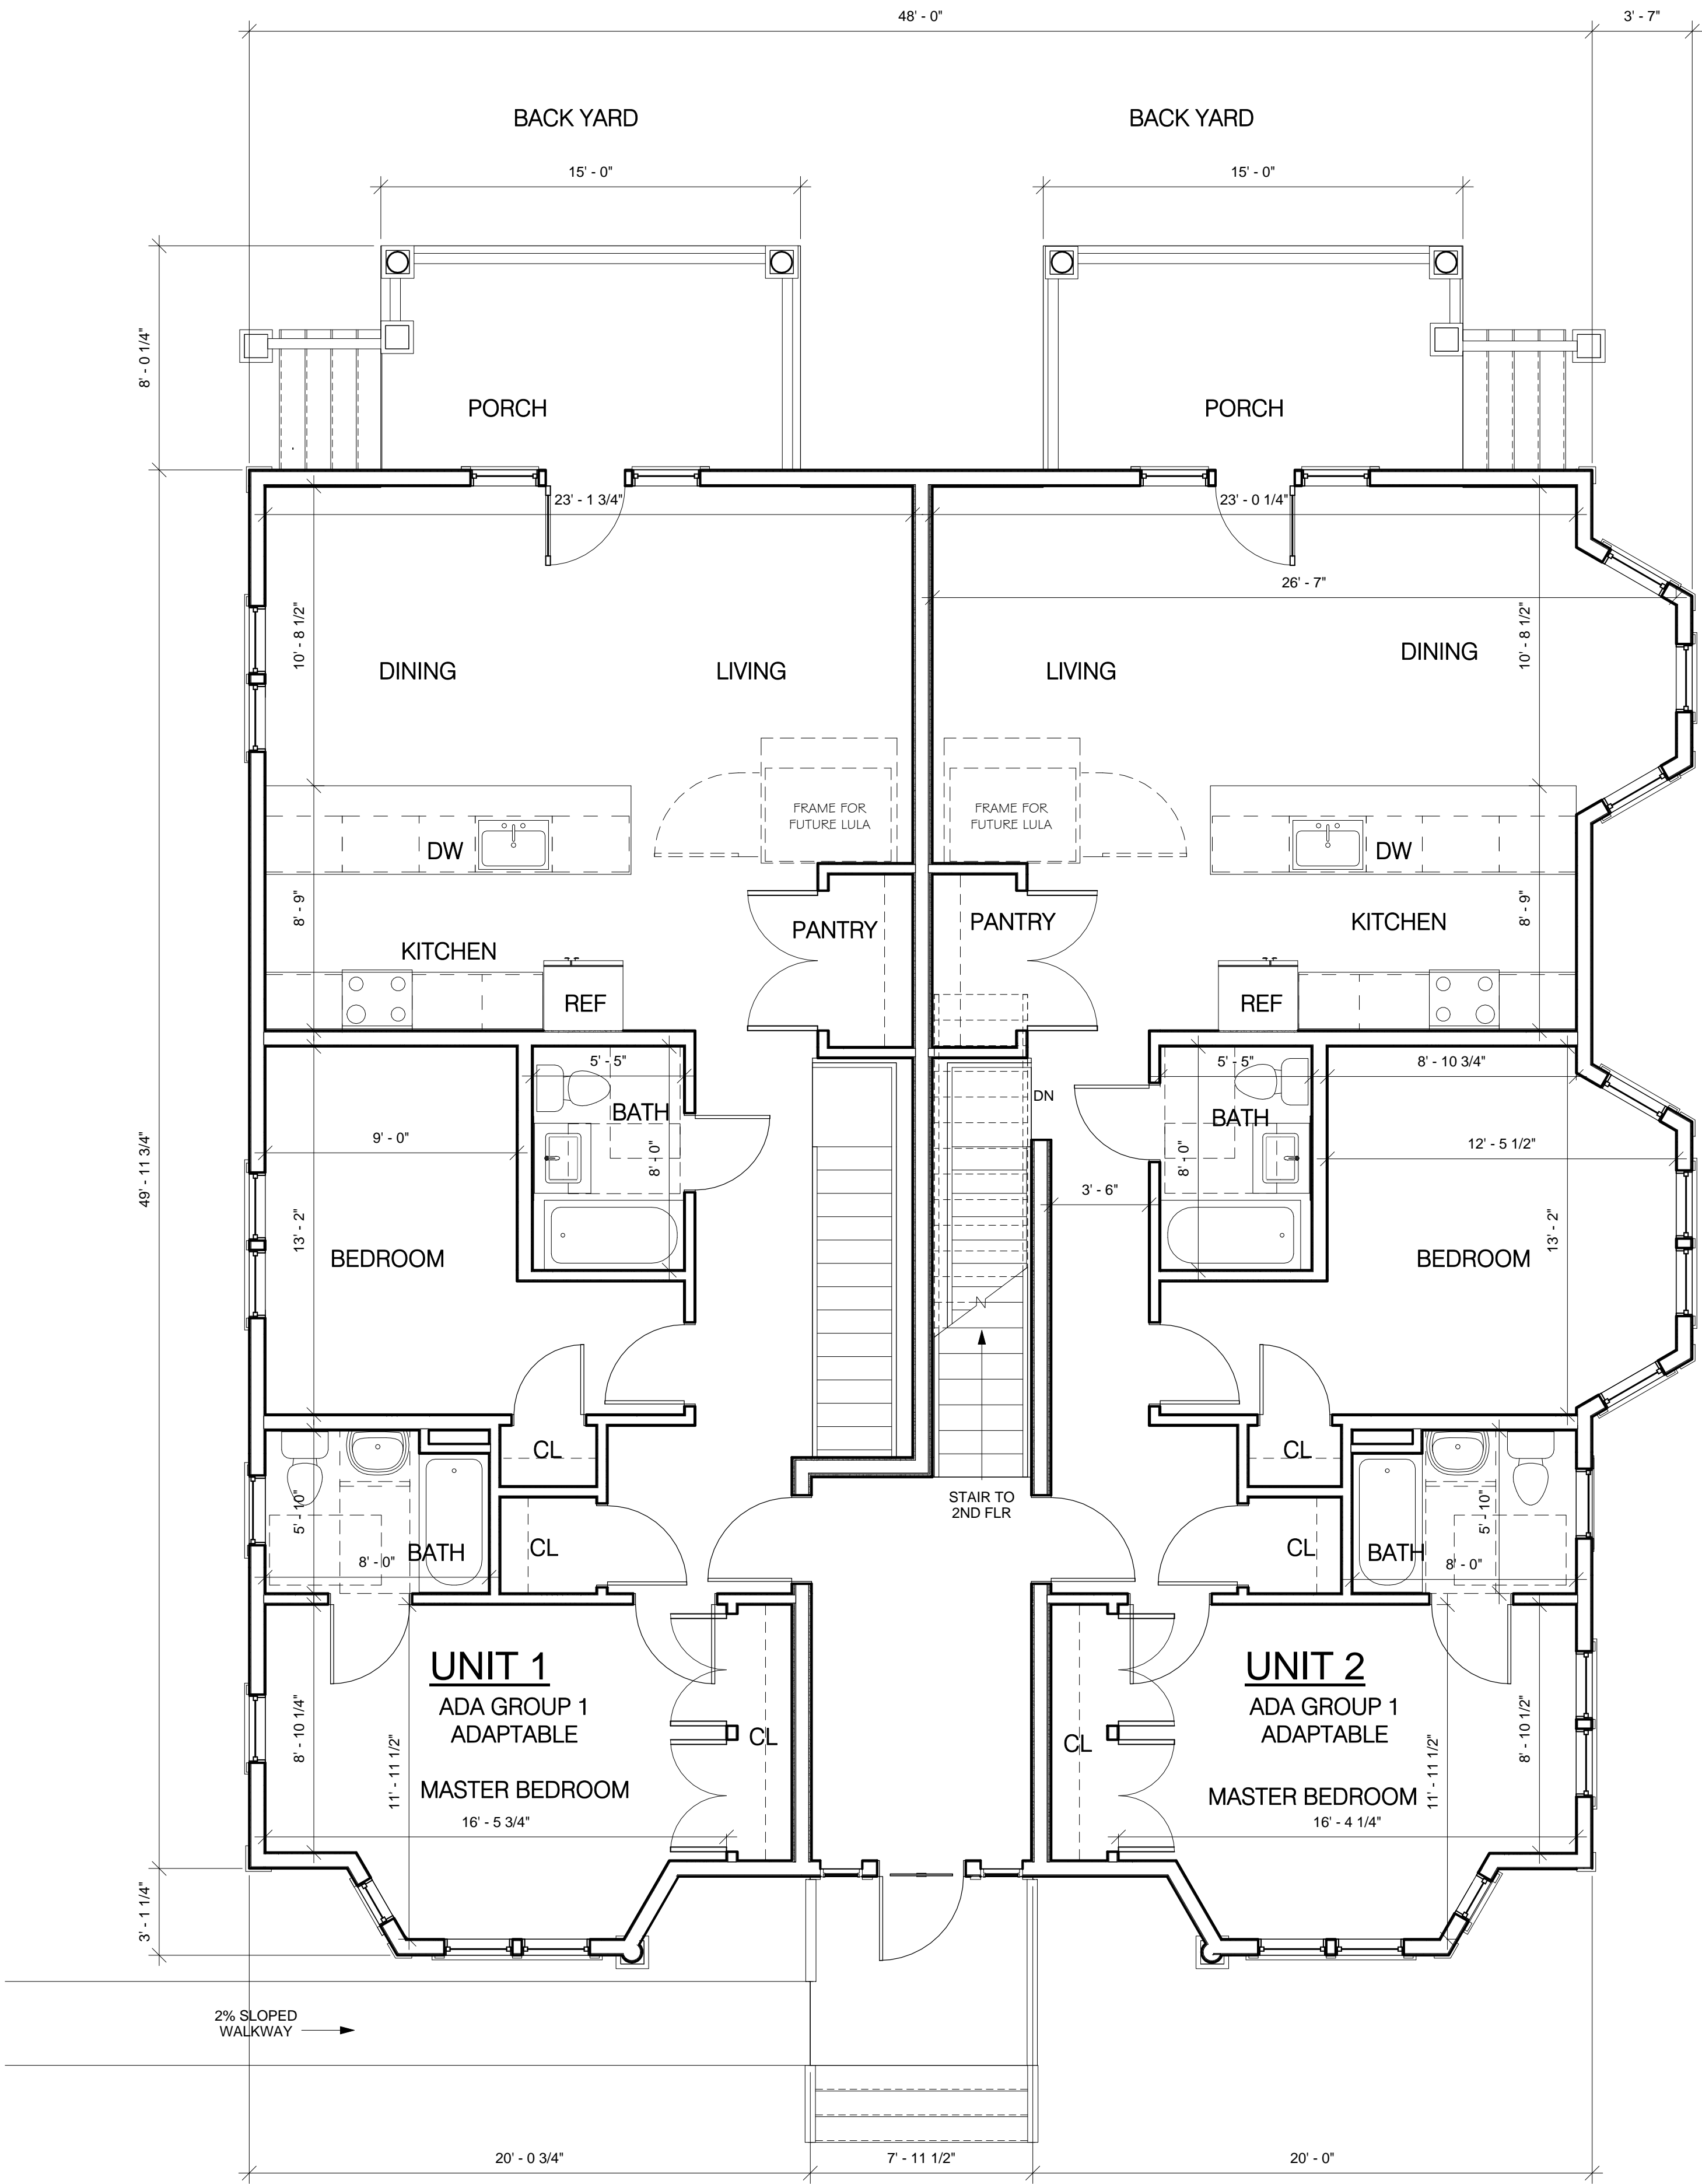 48' - 0"
3' - 7"
BACK YARD
BACK YARD
15' - 0"
15' - 0"
8' - 0 1/4"
PORCH
PORCH
23' - 1 3/4"
23' - 0 1/4"
26' - 7"
10' - 8 1/2"
10' - 8 1/2"
DINING
LIVING
LIVING
DINING
FRAME FOR
FUTURE LULA
FRAME FOR
FUTURE LULA
DW
DW
8' - 9"
8' - 9"
KITCHEN
PANTRY
PANTRY
KITCHEN
REF
REF
5' - 5"
5' - 5"
8' - 10 3/4"
DN
BATH
BATH
9' - 0"
12' - 5 1/2"
49' - 11 3/4"
8' - 0"
8' - 0"
3' - 6"
13' - 2"
13' - 2"
BEDROOM
BEDROOM
N
CL
CL
STAIR TO
2ND FLR
5' - 10"
5' - 10"
8' - 0"
BATH
CL
CL
BATH
8' - 0"
UNIT 1
ADA GROUP 1
ADAPTABLE
UNIT 2
ADA GROUP 1
ADAPTABLE
8' - 10 1/4"
11' - 11 1/2"
CL
CL
11' - 11 1/2"
8' - 10 1/2"
MASTER BEDROOM
MASTER BEDROOM
16' - 5 3/4"
16' - 4 1/4"
3' - 1 1/4"
2% SLOPED
WALKWAY
20' - 0 3/4"
7' - 11 1/2"
20' - 0"